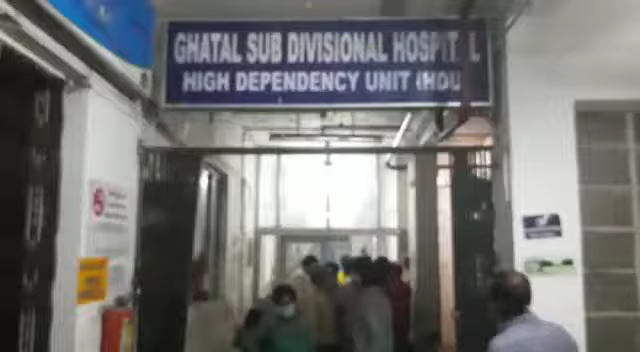 GHATAL SUB DIVISIONAL HOSPIT L
HIGH DEPENDENCY UNIT (HDU